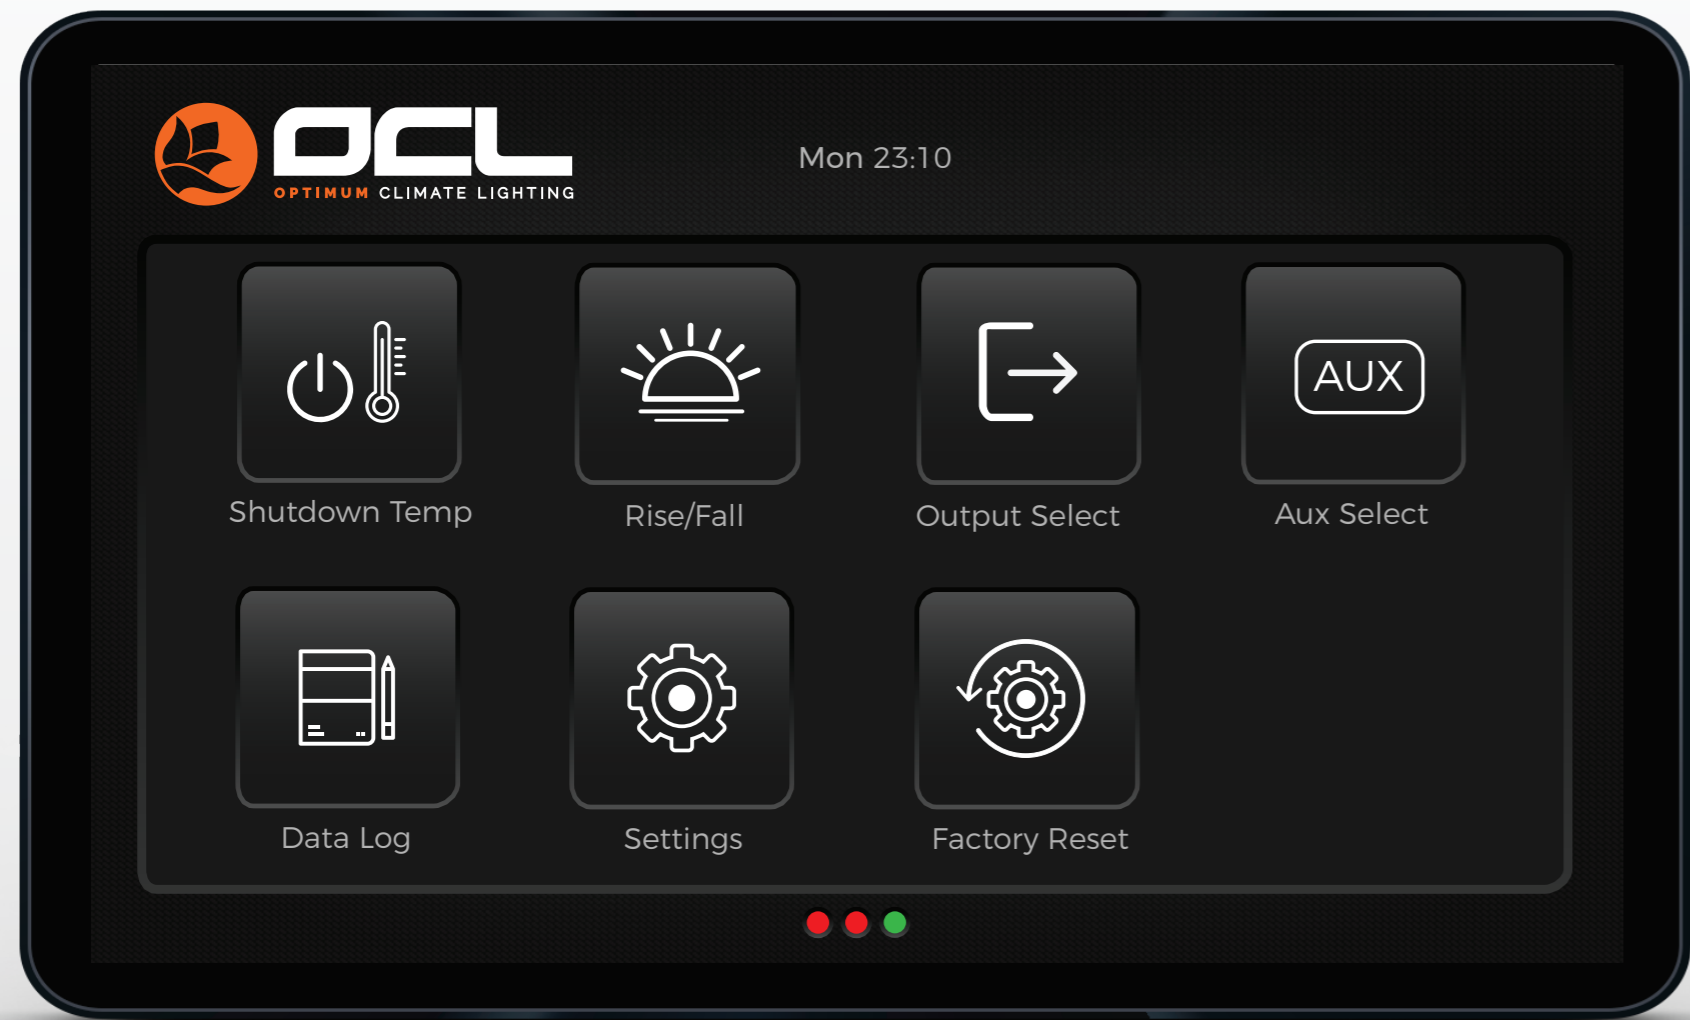 OCL
OPTIMUM CLIMATE LIGHTING
Mon 23:10
AUX
Shutdown Temp
Rise/Fall
Output Select
Aux Select
Data Log
Settings
Factory Reset